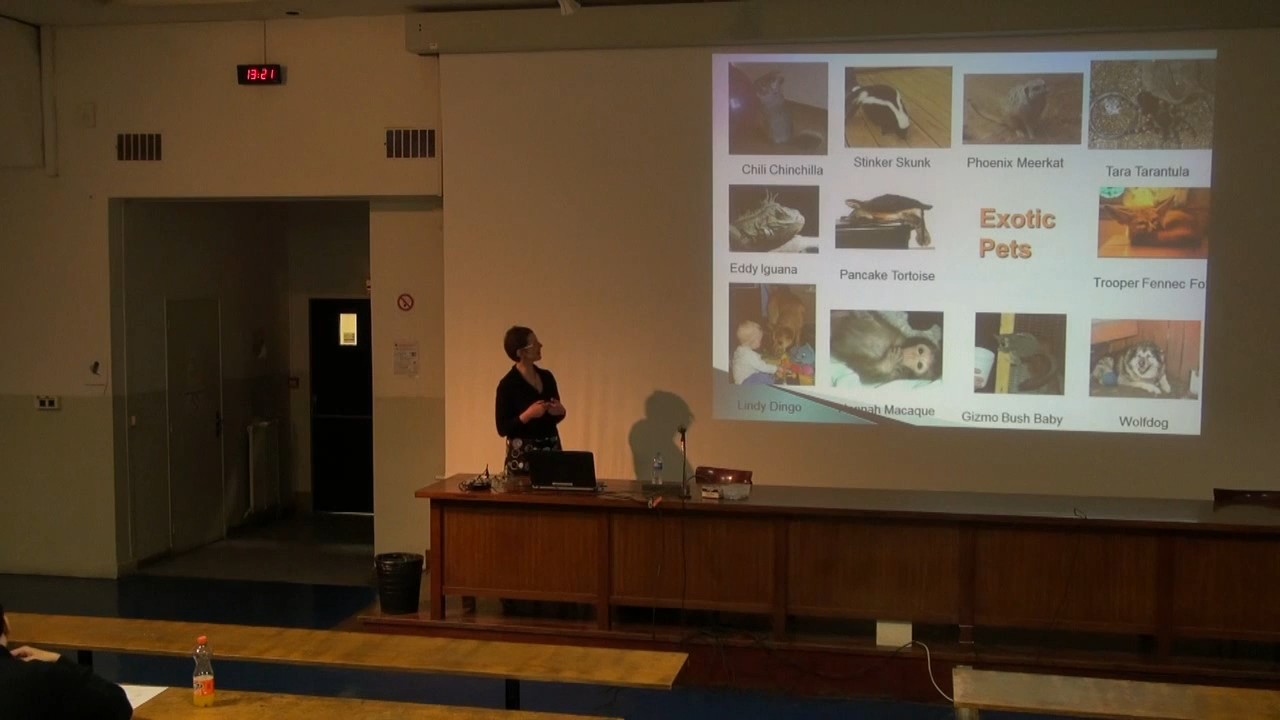 13:21
Chili Chinchilla
Stinker Skunk
Phoenix Meerkat
Tara Tarantula
Exotic
Pets
Eddy Iguana
Pancake Tortoise
Trooper Fennec Fo
Lindy Dingo
Hannah Macaque
Gizmo Bush Baby
Wolfdog